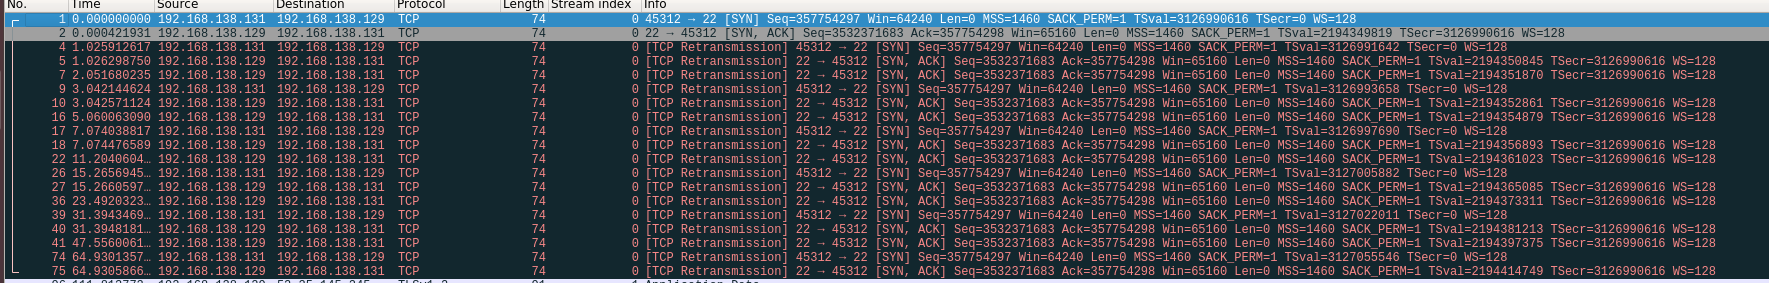 No. Time Source Destination Protocol Length Stream index Info
1 0.000000000 192.168.138.131 192.168.138.129 TCP 74 0 45312 → 22 [SYN] Seq=357754297 Win=64240 Len=0 MSS=1460 SACK_PERM=1 TSval=3126990616 TSecr=0 WS=128
2 0.000421931 192.168.138.129 192.168.138.131 TCP 74 0 22 → 45312 [SYN, ACK] Seq=3532371683 Ack=357754298 Win=65160 Len=0 MSS=1460 SACK_PERM=1 TSval=2194349819 TSecr=3126990616 WS=128
4 1.025912617 192.168.138.131 192.168.138.129 TCP 74 0 [TCP Retransmission] 45312 → 22 [SYN] Seq=357754297 Win=64240 Len=0 MSS=1460 SACK_PERM=1 TSval=3126991642 TSecr=0 WS=128
5 1.026298750 192.168.138.129 192.168.138.131 TCP 74 0 [TCP Retransmission] 22 → 45312 [SYN, ACK] Seq=3532371683 Ack=357754298 Win=65160 Len=0 MSS=1460 SACK_PERM=1 TSval=2194350845 TSecr=3126990616 WS=128
7 2.051680235 192.168.138.129 192.168.138.131 TCP 74 0 [TCP Retransmission] 22 → 45312 [SYN, ACK] Seq=3532371683 Ack=357754298 Win=65160 Len=0 MSS=1460 SACK_PERM=1 TSval=2194351870 TSecr=3126990616 WS=128
9 3.042144624 192.168.138.131 192.168.138.129 TCP 74 0 [TCP Retransmission] 45312 → 22 [SYN] Seq=357754297 Win=64240 Len=0 MSS=1460 SACK_PERM=1 TSval=3126993658 TSecr=0 WS=128
10 3.042571124 192.168.138.129 192.168.138.131 TCP 74 0 [TCP Retransmission] 22 → 45312 [SYN, ACK] Seq=3532371683 Ack=357754298 Win=65160 Len=0 MSS=1460 SACK_PERM=1 TSval=2194352861 TSecr=3126990616 WS=128
16 5.060063090 192.168.138.129 192.168.138.131 TCP 74 0 [TCP Retransmission] 22 → 45312 [SYN, ACK] Seq=3532371683 Ack=357754298 Win=65160 Len=0 MSS=1460 SACK_PERM=1 TSval=2194354879 TSecr=3126990616 WS=128
17 7.074038817 192.168.138.131 192.168.138.129 TCP 74 0 [TCP Retransmission] 45312 → 22 [SYN] Seq=357754297 Win=64240 Len=0 MSS=1460 SACK_PERM=1 TSval=3126997690 TSecr=0 WS=128
18 7.074476589 192.168.138.129 192.168.138.131 TCP 74 0 [TCP Retransmission] 22 → 45312 [SYN, ACK] Seq=3532371683 Ack=357754298 Win=65160 Len=0 MSS=1460 SACK_PERM=1 TSval=2194356893 TSecr=3126990616 WS=128
22 11.2040604… 192.168.138.129 192.168.138.131 TCP 74 0 [TCP Retransmission] 22 → 45312 [SYN, ACK] Seq=3532371683 Ack=357754298 Win=65160 Len=0 MSS=1460 SACK_PERM=1 TSval=2194361023 TSecr=3126990616 WS=128
26 15.2656945… 192.168.138.131 192.168.138.129 TCP 74 0 [TCP Retransmission] 45312 → 22 [SYN] Seq=357754297 Win=64240 Len=0 MSS=1460 SACK_PERM=1 TSval=3127005882 TSecr=0 WS=128
27 15.2660597… 192.168.138.129 192.168.138.131 TCP 74 0 [TCP Retransmission] 22 → 45312 [SYN, ACK] Seq=3532371683 Ack=357754298 Win=65160 Len=0 MSS=1460 SACK_PERM=1 TSval=2194365085 TSecr=3126990616 WS=128
36 23.4920323… 192.168.138.129 192.168.138.131 TCP 74 0 [TCP Retransmission] 22 → 45312 [SYN, ACK] Seq=3532371683 Ack=357754298 Win=65160 Len=0 MSS=1460 SACK_PERM=1 TSval=2194373311 TSecr=3126990616 WS=128
39 31.3943469… 192.168.138.131 192.168.138.129 TCP 74 0 [TCP Retransmission] 45312 → 22 [SYN] Seq=357754297 Win=64240 Len=0 MSS=1460 SACK_PERM=1 TSval=3127022011 TSecr=0 WS=128
40 31.3948181… 192.168.138.129 192.168.138.131 TCP 74 0 [TCP Retransmission] 22 → 45312 [SYN, ACK] Seq=3532371683 Ack=357754298 Win=65160 Len=0 MSS=1460 SACK_PERM=1 TSval=2194381213 TSecr=3126990616 WS=128
41 47.5560061… 192.168.138.129 192.168.138.131 TCP 74 0 [TCP Retransmission] 22 → 45312 [SYN, ACK] Seq=3532371683 Ack=357754298 Win=65160 Len=0 MSS=1460 SACK_PERM=1 TSval=2194397375 TSecr=3126990616 WS=128
74 64.9301357… 192.168.138.131 192.168.138.129 TCP 74 0 [TCP Retransmission] 45312 → 22 [SYN] Seq=357754297 Win=64240 Len=0 MSS=1460 SACK_PERM=1 TSval=3127055546 TSecr=0 WS=128
75 64.9305866… 192.168.138.129 192.168.138.131 TCP 74 0 [TCP Retransmission] 22 → 45312 [SYN, ACK] Seq=3532371683 Ack=357754298 Win=65160 Len=0 MSS=1460 SACK_PERM=1 TSval=2194414749 TSecr=3126990616 WS=128